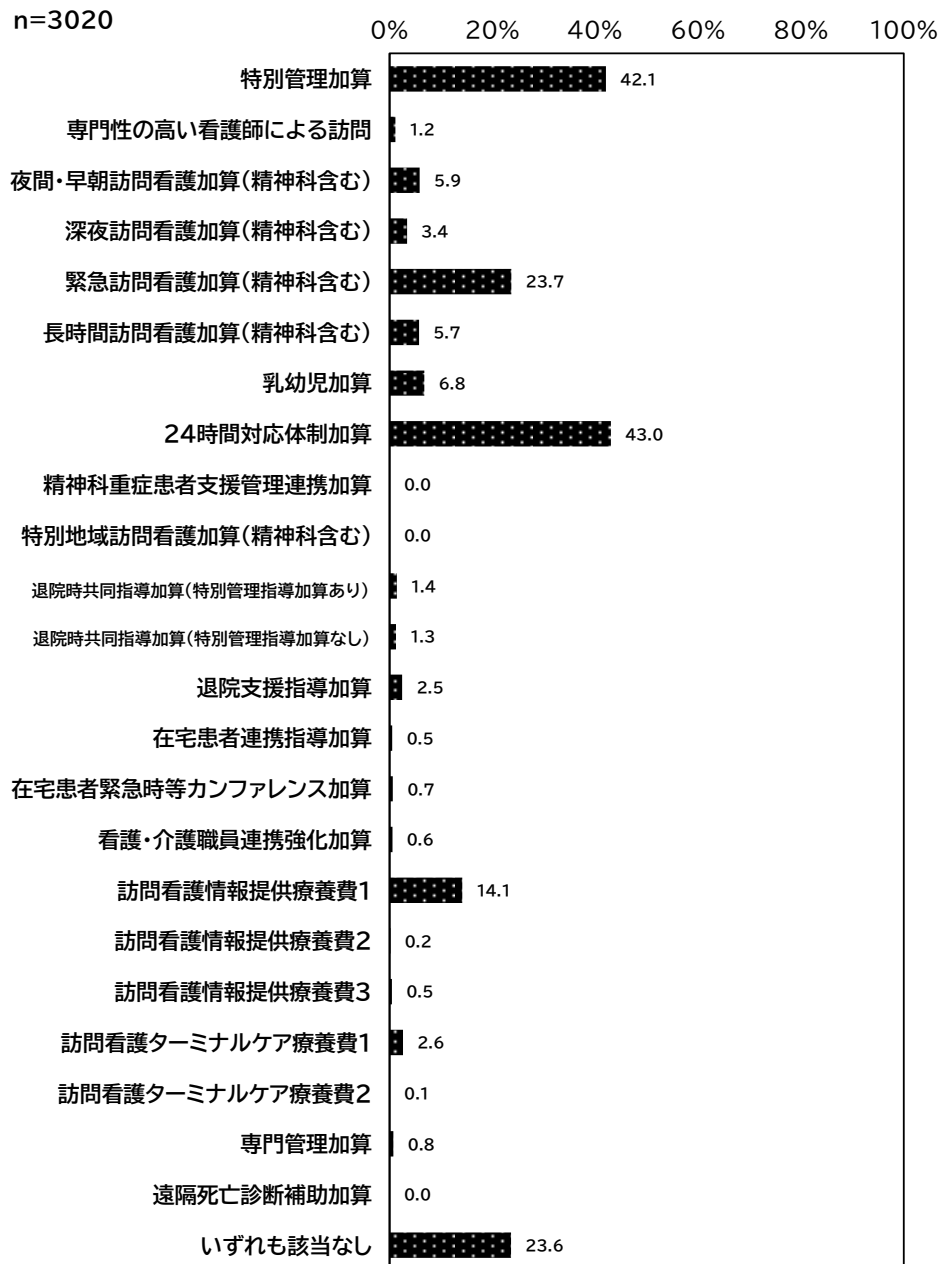 n=3020
0% 20% 40% 60% 80% 100%
特別管理加算 42.1
専門性の高い看護師による訪問 1.2
夜間・早朝訪問看護加算(精神科含む) 5.9
深夜訪問看護加算(精神科含む) 3.4
緊急訪問看護加算(精神科含む) 23.7
長時間訪問看護加算(精神科含む) 5.7
乳幼児加算 6.8
24時間対応体制加算 43.0
精神科重症患者支援管理連携加算 0.0
特別地域訪問看護加算(精神科含む) 0.0
退院時共同指導加算(特別管理指導加算あり) 1.4
退院時共同指導加算(特別管理指導加算なし) 1.3
退院支援指導加算 2.5
在宅患者連携指導加算 0.5
在宅患者緊急時等カンファレンス加算 0.7
看護・介護職員連携強化加算 0.6
訪問看護情報提供療養費1 14.1
訪問看護情報提供療養費2 0.2
訪問看護情報提供療養費3 0.5
訪問看護ターミナルケア療養費1 2.6
訪問看護ターミナルケア療養費2 0.1
専門管理加算 0.8
遠隔死亡診断補助加算 0.0
いずれも該当なし 23.6